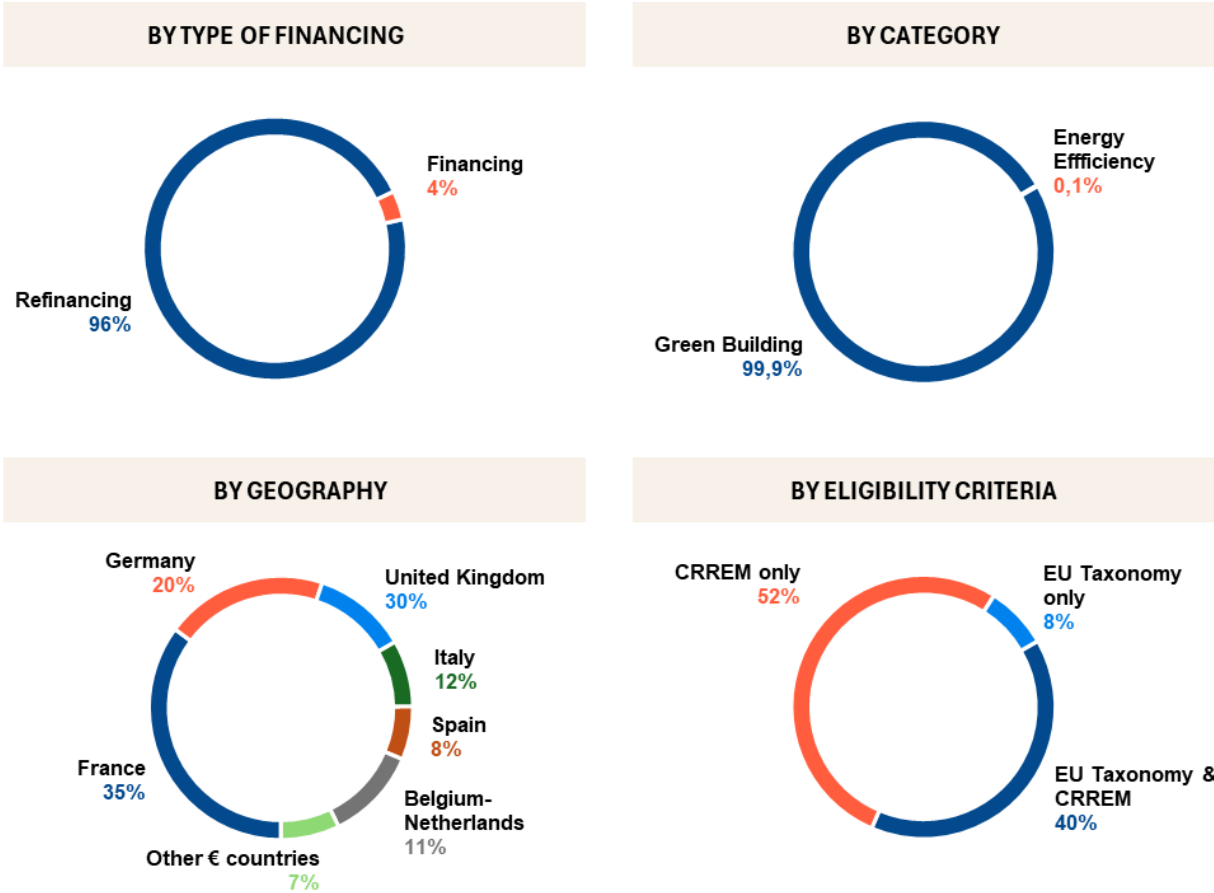 BY TYPE OF FINANCING
Financing
4%
Refinancing
96%
BY CATEGORY
Energy
Effficiency
0,1%
Green Building
99,9%
BY GEOGRAPHY
Germany
20%
United Kingdom
30%
Italy
12%
Spain
8%
Belgium-
Netherlands
11%
Other € countries
7%
France
35%
BY ELIGIBILITY CRITERIA
CRREM only
52%
EU Taxonomy
only
8%
EU Taxonomy &
CRREM
40%